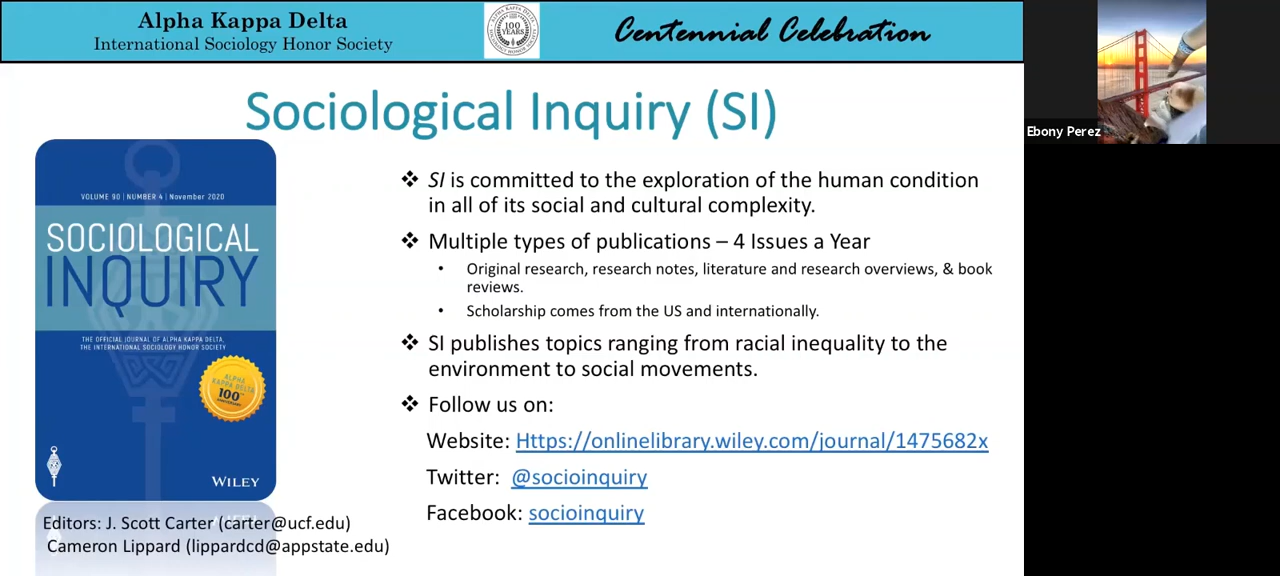 Alpha Kappa Delta
International Sociology Honor Society
100
YEARS
Centennial Celebration
Ebony Perez
Sociological Inquiry (SI)
VOLUME 90 | NUMBER 4 | November 2020
SOCIOLOGICAL
INQUIRY
THE OFFICIAL JOURNAL OF ALPHA KAPPA DELTA,
THE INTERNATIONAL SOCIOLOGY HONOR SOCIETY
ALPHA
KAPPA DELTA
100
ANNIVERSARY
WILEY
Editors: J. Scott Carter (carter@ucf.edu)
Cameron Lippard (lippardcd@appstate.edu)
❖ SI is committed to the exploration of the human condition
in all of its social and cultural complexity.
❖ Multiple types of publications – 4 Issues a Year
• Original research, research notes, literature and research overviews, & book
reviews.
• Scholarship comes from the US and internationally.
❖ SI publishes topics ranging from racial inequality to the
environment to social movements.
❖ Follow us on:
Website: Https://onlinelibrary.wiley.com/journal/1475682x
Twitter: @socioinquiry
Facebook: socioinquiry